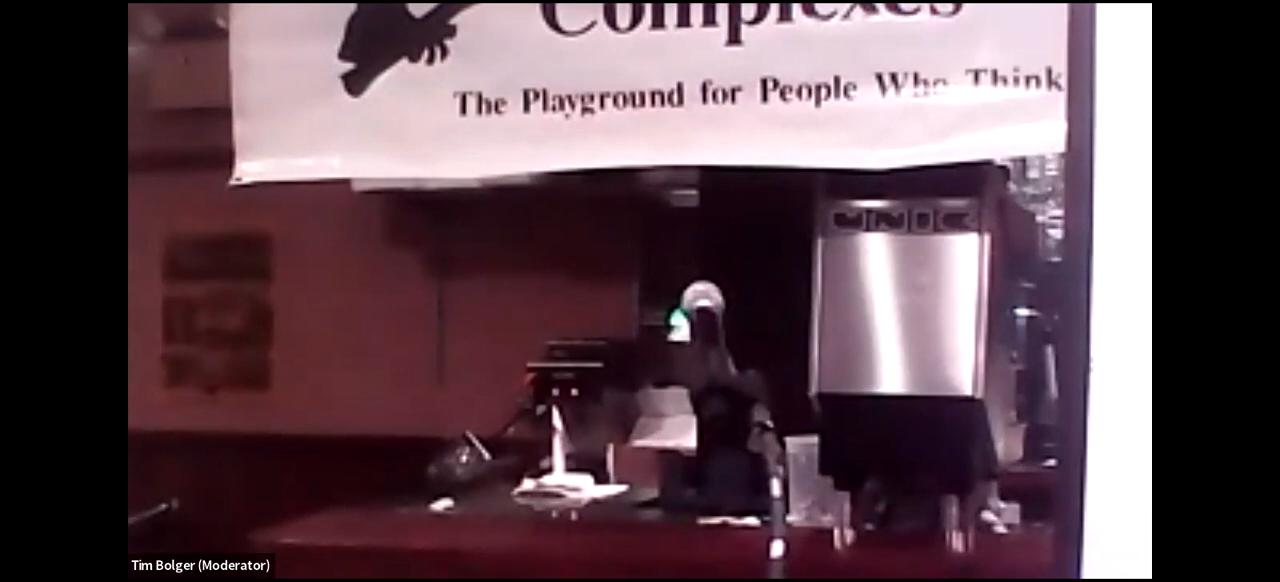 Complexes
The Playground for People Who Think
Tim Bolger (Moderator)